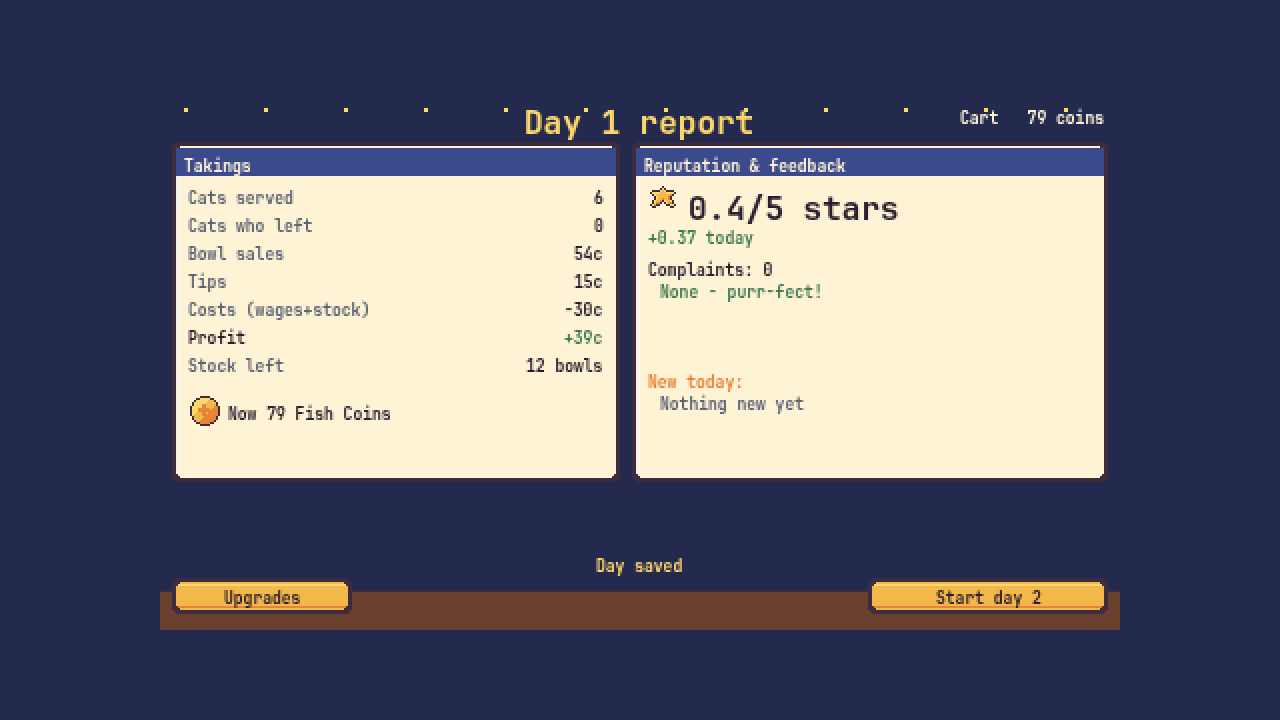 Day 1 report
Cart 79 coins
Takings
Cats served 6
Cats who left 0
Bowl sales 54c
Tips 15c
Costs (wages+stock) -30c
Profit +39c
Stock left 12 bowls
Now 79 Fish Coins
Reputation & feedback
0.4/5 stars
+0.37 today
Complaints: 0
None - purr-fect!
New today:
Nothing new yet
Day saved
Upgrades
Start day 2